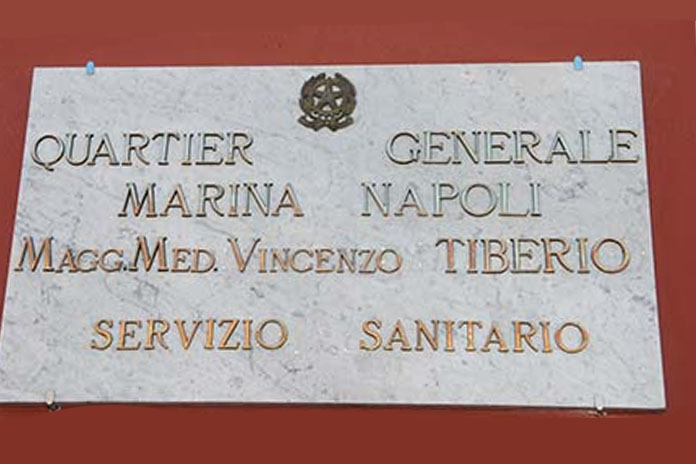 QUARTIER GENERALE
MARINA NAPOLI
MAGG.MED. VINCENZO TIBERIO
SERVIZIO SANITARIO